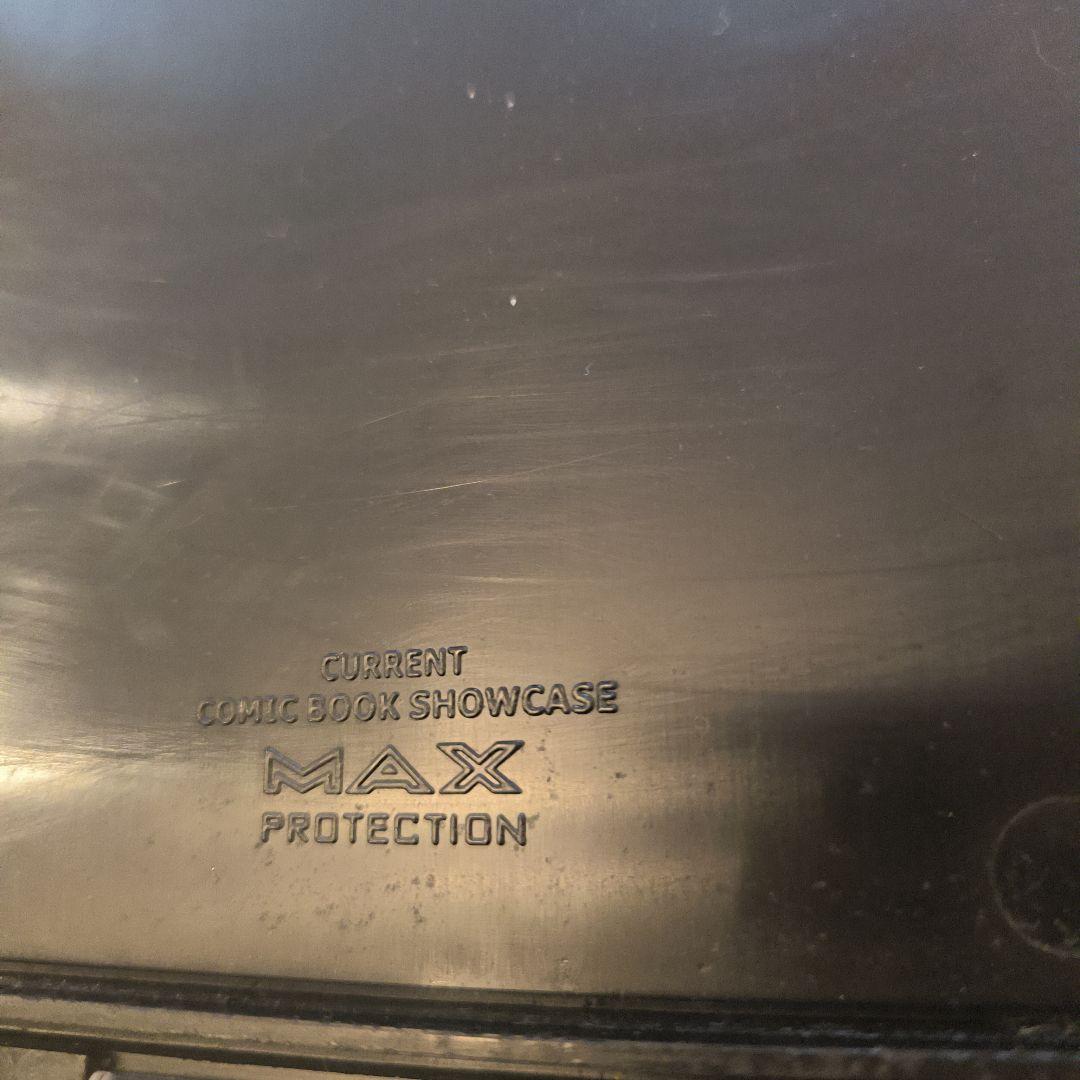 CURRENT
COMIC BOOK SHOWCASE
MAX
PROTECTION